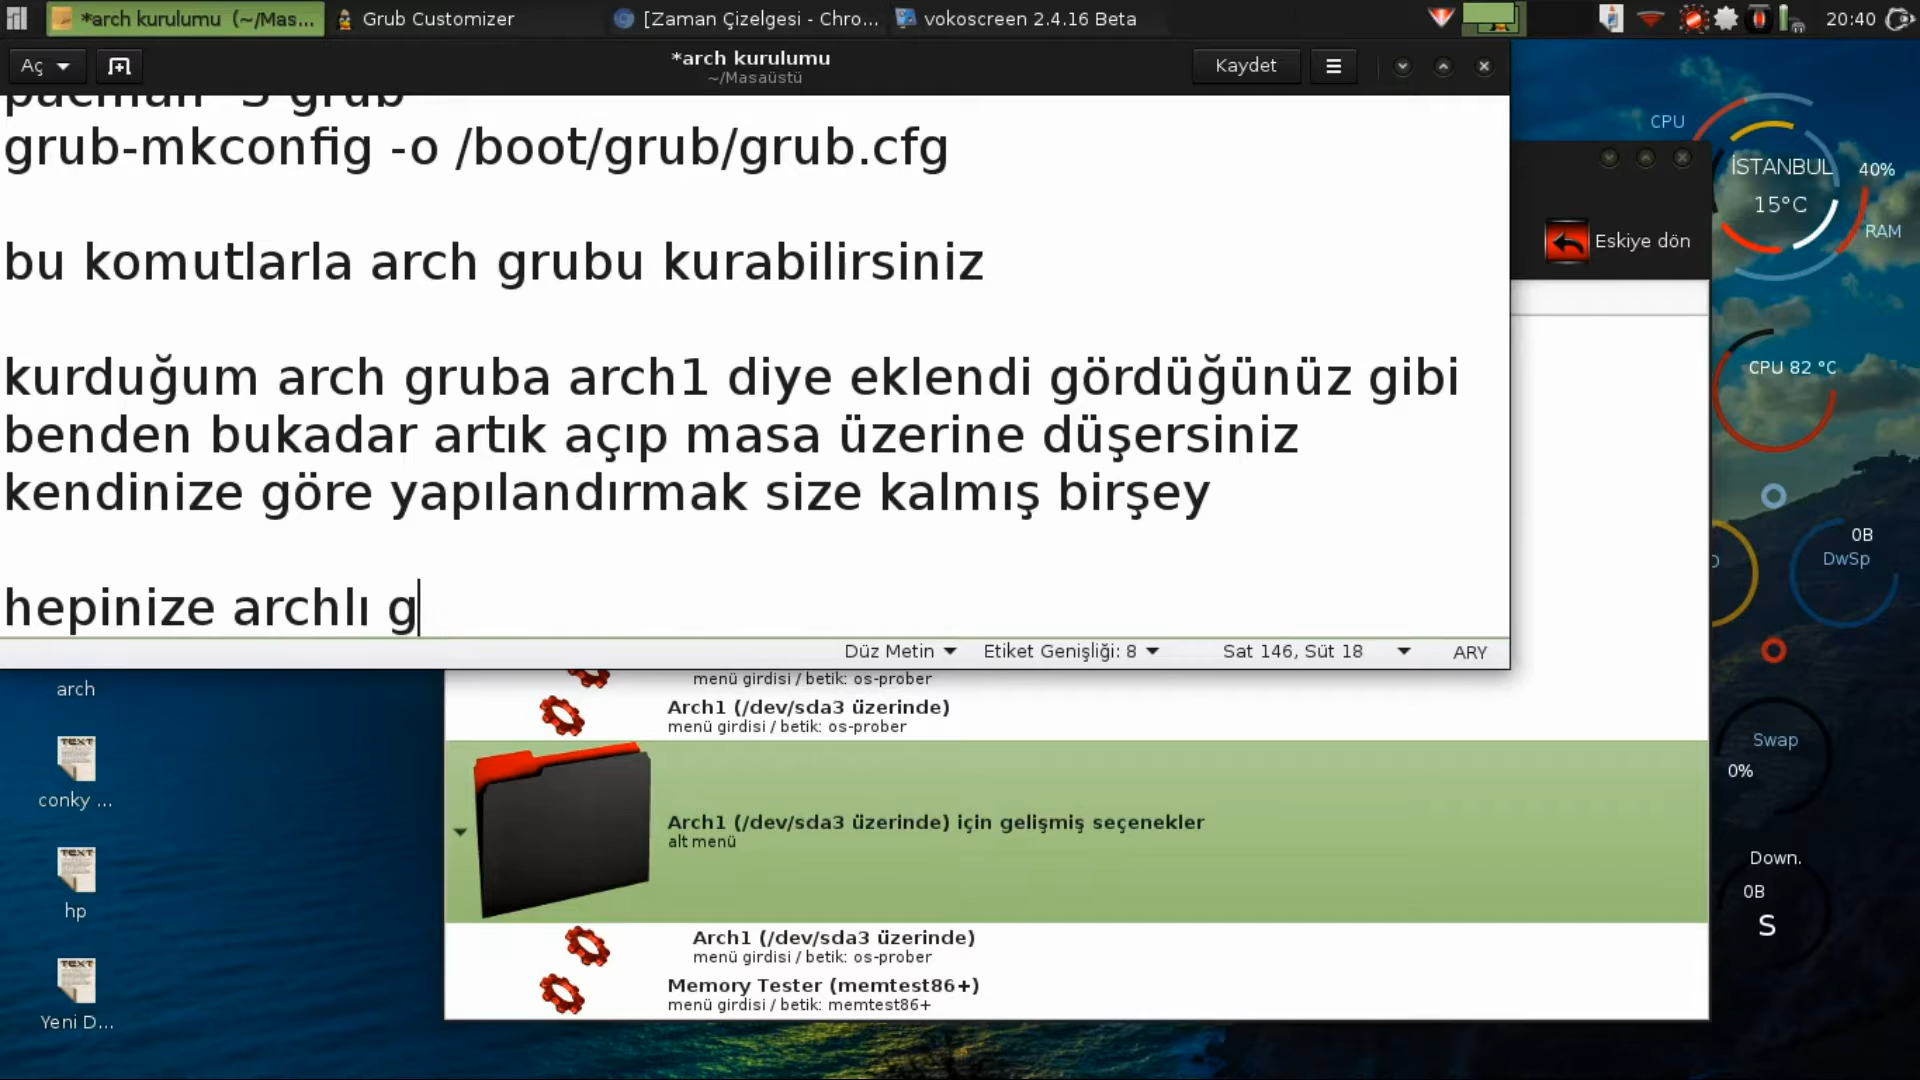 *arch kurulumu (~/Mas...
Grub Customizer
[Zaman Çizelgesi - Chro...
vokoscreen 2.4.16 Beta
20:40
Aç
*arch kurulumu
~/Masaüstü
Kaydet
pacman -S grub
grub-mkconfig -o /boot/grub/grub.cfg
bu komutlarla arch grubu kurabilirsiniz
kurduğum arch gruba arch1 diye eklendi gördüğünüz gibi
benden bukadar artık açıp masa üzerine düşersiniz
kendinize göre yapılandırmak size kalmış birşey
hepinize archlı g
Düz Metin
Etiket Genişliği: 8
Sat 146, Süt 18
ARY
Eskiye dön
menü girdisi / betik: os-prober
Arch1 (/dev/sda3 üzerinde)
menü girdisi / betik: os-prober
Arch1 (/dev/sda3 üzerinde) için gelişmiş seçenekler
alt menü
Arch1 (/dev/sda3 üzerinde)
menü girdisi / betik: os-prober
Memory Tester (memtest86+)
menü girdisi / betik: memtest86+
arch
TEXT
conky ...
TEXT
hp
TEXT
Yeni D...
CPU
İSTANBUL
40%
15°C
RAM
CPU 82 °C
0B
DwSp
Swap
0%
Down.
0B
S